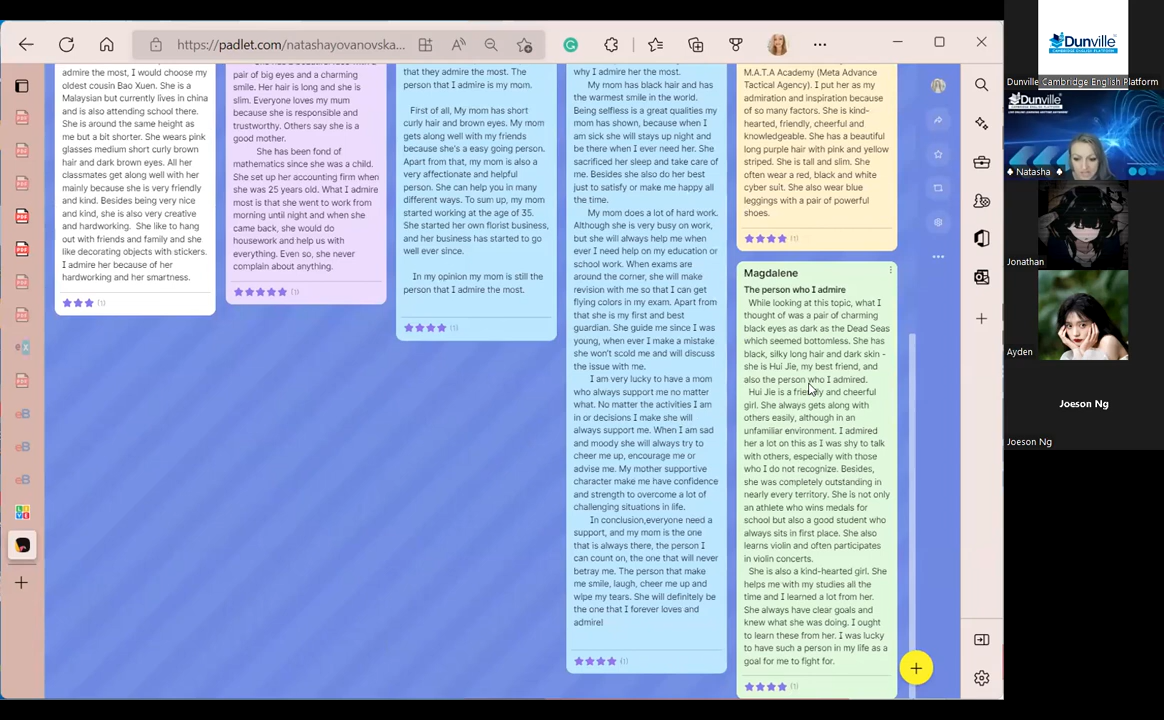 https://padlet.com/natashayovanovska...
admire the most, I would choose my
oldest cousin Bao Xuen. She is a
Malaysian but currently lives in china
and is also attending school there.
She is around the same height as
me but a bit shorter. She wears pink
glasses medium short curly brown
hair and dark brown eyes. All her
classmates get along well with her
mainly because she is very friendly
and kind. Besides being very nice
and kind, she is also very creative
and hardworking. She like to hang
out with friends and family and she
like decorating objects with stickers.
I admire her because of her
hardworking and her smartness.
(1)
pair of big eyes and a charming
smile. Her hair is long and she is
slim. Everyone loves my mum
because she is responsible and
trustworthy. Others say she is a
good mother.
She has been fond of
mathematics since she was a child.
She set up her accounting firm when
she was 25 years old. What I admire
most is that she went to work from
morning until night and when she
came back, she would do
housework and help us with
everything. Even so, she never
complain about anything.
(1)
that they admire the most. The
person that I admire is my mom.
First of all, My mom has short
curly hair and brown eyes. My mom
gets along well with my friends
because she's a easy going person.
Apart from that, my mom is also a
very affectionate and helpful
person. She can help you in many
different ways. To sum up, my mom
started working at the age of 35.
She started her own florist business,
and her business has started to go
well ever since.
In my opinion my mom is still the
person that I admire the most.
(1)
why I admire her the most.
My mom has black hair and has
the warmest smile in the world.
Being selfless is a great qualities my
mom has shown, because when I
am sick she will stays up night and
be there when I ever need her. She
sacrificed her sleep and take care of
me. Besides she also do her best
just to satisfy or make me happy all
the time.
My mom does a lot of hard work.
Although she is very busy on work,
but she will always help me when
ever I need help on my education or
school work. When exams are
around the corner, she will make
revision with me so that I can get
flying colors in my exam. Apart from
that she is my first and best
guardian. She guide me since I was
young, when ever I make a mistake
she won't scold me and will discuss
the issue with me.
I am very lucky to have a mom
who always support me no matter
what. No matter the activities I am
in or decisions I make she will
always support me. When I am sad
and moody she will always try to
cheer me up, encourage me or
advise me. My mother supportive
character make me have confidence
and strength to overcome a lot of
challenging situations in life.
In conclusion,everyone need a
support, and my mom is the one
that is always there, the person I
can count on, the one that will never
betray me. The person that make
me smile, laugh, cheer me up and
wipe my tears. She will definitely be
the one that I forever loves and
admire!
(1)
M.A.T.A Academy (Meta Advance
Tactical Agency). I put her as my
admiration and inspiration because
of so many factors. She is kind-
hearted, friendly, cheerful and
knowledgeable. She has a beautiful
long purple hair with pink and yellow
striped. She is tall and slim. She
often wear a red, black and white
cyber suit. She also wear blue
leggings with a pair of powerful
shoes.
(1)
Magdalene
The person who I admire
While looking at this topic, what I
thought of was a pair of charming
black eyes as dark as the Dead Seas
which seemed bottomless. She has
black, silky long hair and dark skin -
she is Hui Jie, my best friend, and
also the person who I admired.
Hui Jie is a friendly and cheerful
girl. She always gets along with
others easily, although in an
unfamiliar environment. I admired
her a lot on this as I was shy to talk
with others, especially with those
who I do not recognize. Besides,
she was completely outstanding in
nearly every territory. She is not only
an athlete who wins medals for
school but also a good student who
always sits in first place. She also
learns violin and often participates
in violin concerts.
She is also a kind-hearted girl. She
helps me with my studies all the
time and I learned a lot from her.
She always have clear goals and
knew what she was doing. I ought
to learn these from her. I was lucky
to have such a person in my life as a
goal for me to fight for.
(1)
Dunville
CAMBRIDGE ENGLISH PLATFORM
Dunville Cambridge English Platform
Dunville
Natasha
Jonathan
Ayden
Joeson Ng
Joeson Ng